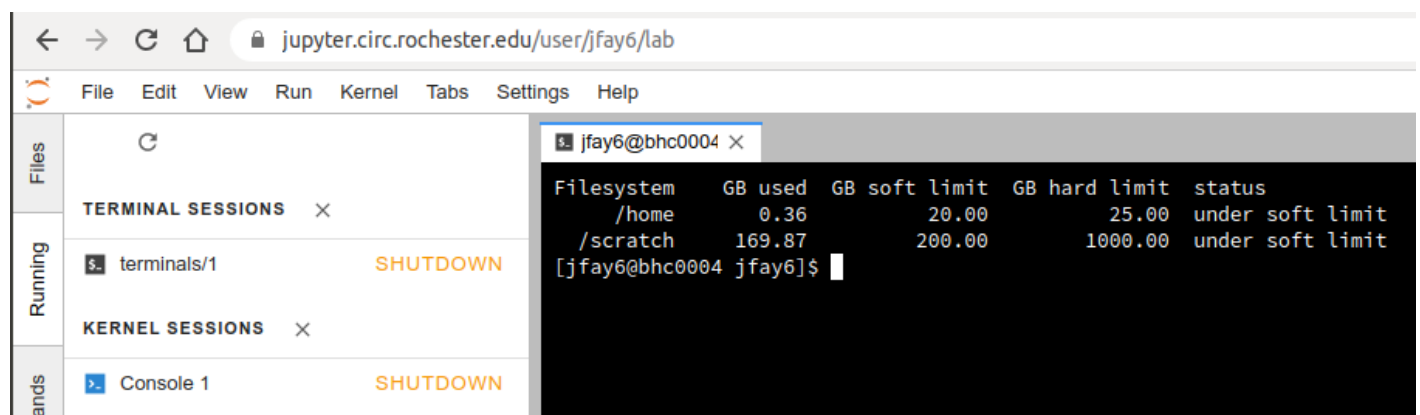 jupyter.circ.rochester.edu/user/jfay6/lab
File Edit View Run Kernel Tabs Settings Help
Files
Running
ands
TERMINAL SESSIONS
terminals/1 SHUTDOWN
KERNEL SESSIONS
Console 1 SHUTDOWN
jfay6@bhc0004
Filesystem GB used GB soft limit GB hard limit status
/home 0.36 20.00 25.00 under soft limit
/scratch 169.87 200.00 1000.00 under soft limit
[jfay6@bhc0004 jfay6]$